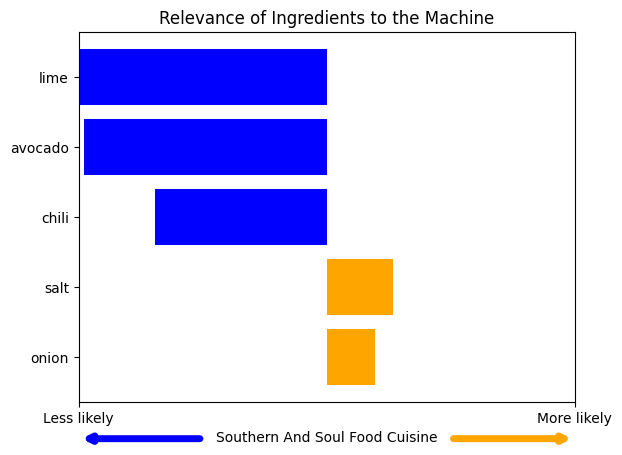 Relevance of Ingredients to the Machine
lime
avocado
chili
salt
onion
Less likely More likely
Southern And Soul Food Cuisine